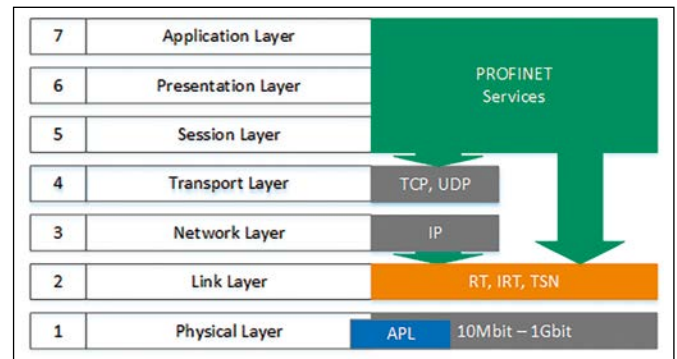 7 Application Layer
PROFINET
Services
6 Presentation Layer
5 Session Layer
4 Transport Layer TCP, UDP
3 Network Layer IP
2 Link Layer RT, IRT, TSN
1 Physical Layer APL 10Mbit – 1Gbit